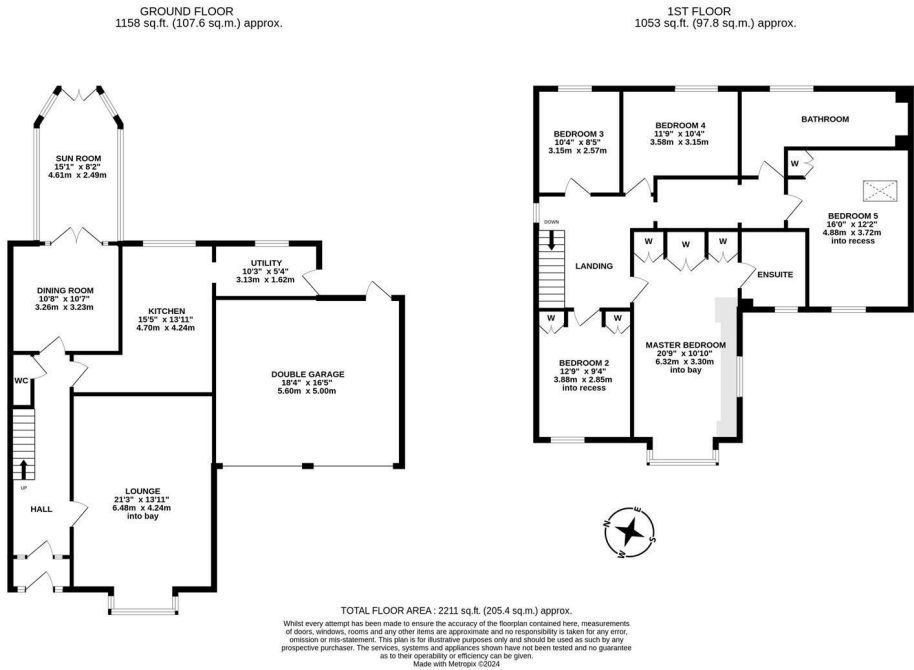 GROUND FLOOR
1158 sq.ft. (107.6 sq.m.) approx.
1ST FLOOR
1053 sq.ft. (97.8 sq.m.) approx.
SUN ROOM
15'1" x 8'2"
4.61m x 2.49m
DINING ROOM
10'8" x 10'7"
3.26m x 3.23m
KITCHEN
15'5" x 13'11"
4.70m x 4.24m
UTILITY
10'3" x 5'4"
3.13m x 1.62m
DOUBLE GARAGE
18'4" x 16'5"
5.60m x 5.00m
WC
UP
HALL
LOUNGE
21'3" x 13'11"
6.48m x 4.24m
into bay
BEDROOM 3
10'4" x 8'5"
3.15m x 2.57m
BEDROOM 4
11'9" x 10'4"
3.58m x 3.15m
BATHROOM
W
BEDROOM 5
16'0" x 12'2"
4.88m x 3.72m
into recess
DOWN
LANDING
W
W
W
ENSUITE
W
W
BEDROOM 2
12'9" x 9'4"
3.88m x 2.85m
into recess
MASTER BEDROOM
20'9" x 10'10"
6.32m x 3.30m
into bay
N
E
S
W
TOTAL FLOOR AREA : 2211 sq.ft. (205.4 sq.m.) approx.
Whilst every attempt has been made to ensure the accuracy of the floorplan contained here, measurements
of doors, windows, rooms and any other items are approximate and no responsibility is taken for any error,
omission or mis-statement. This plan is for illustrative purposes only and should be used as such by any
prospective purchaser. The services, systems and appliances shown have not been tested and no guarantee
as to their operability or efficiency can be given.
Made with Metropix ©2024